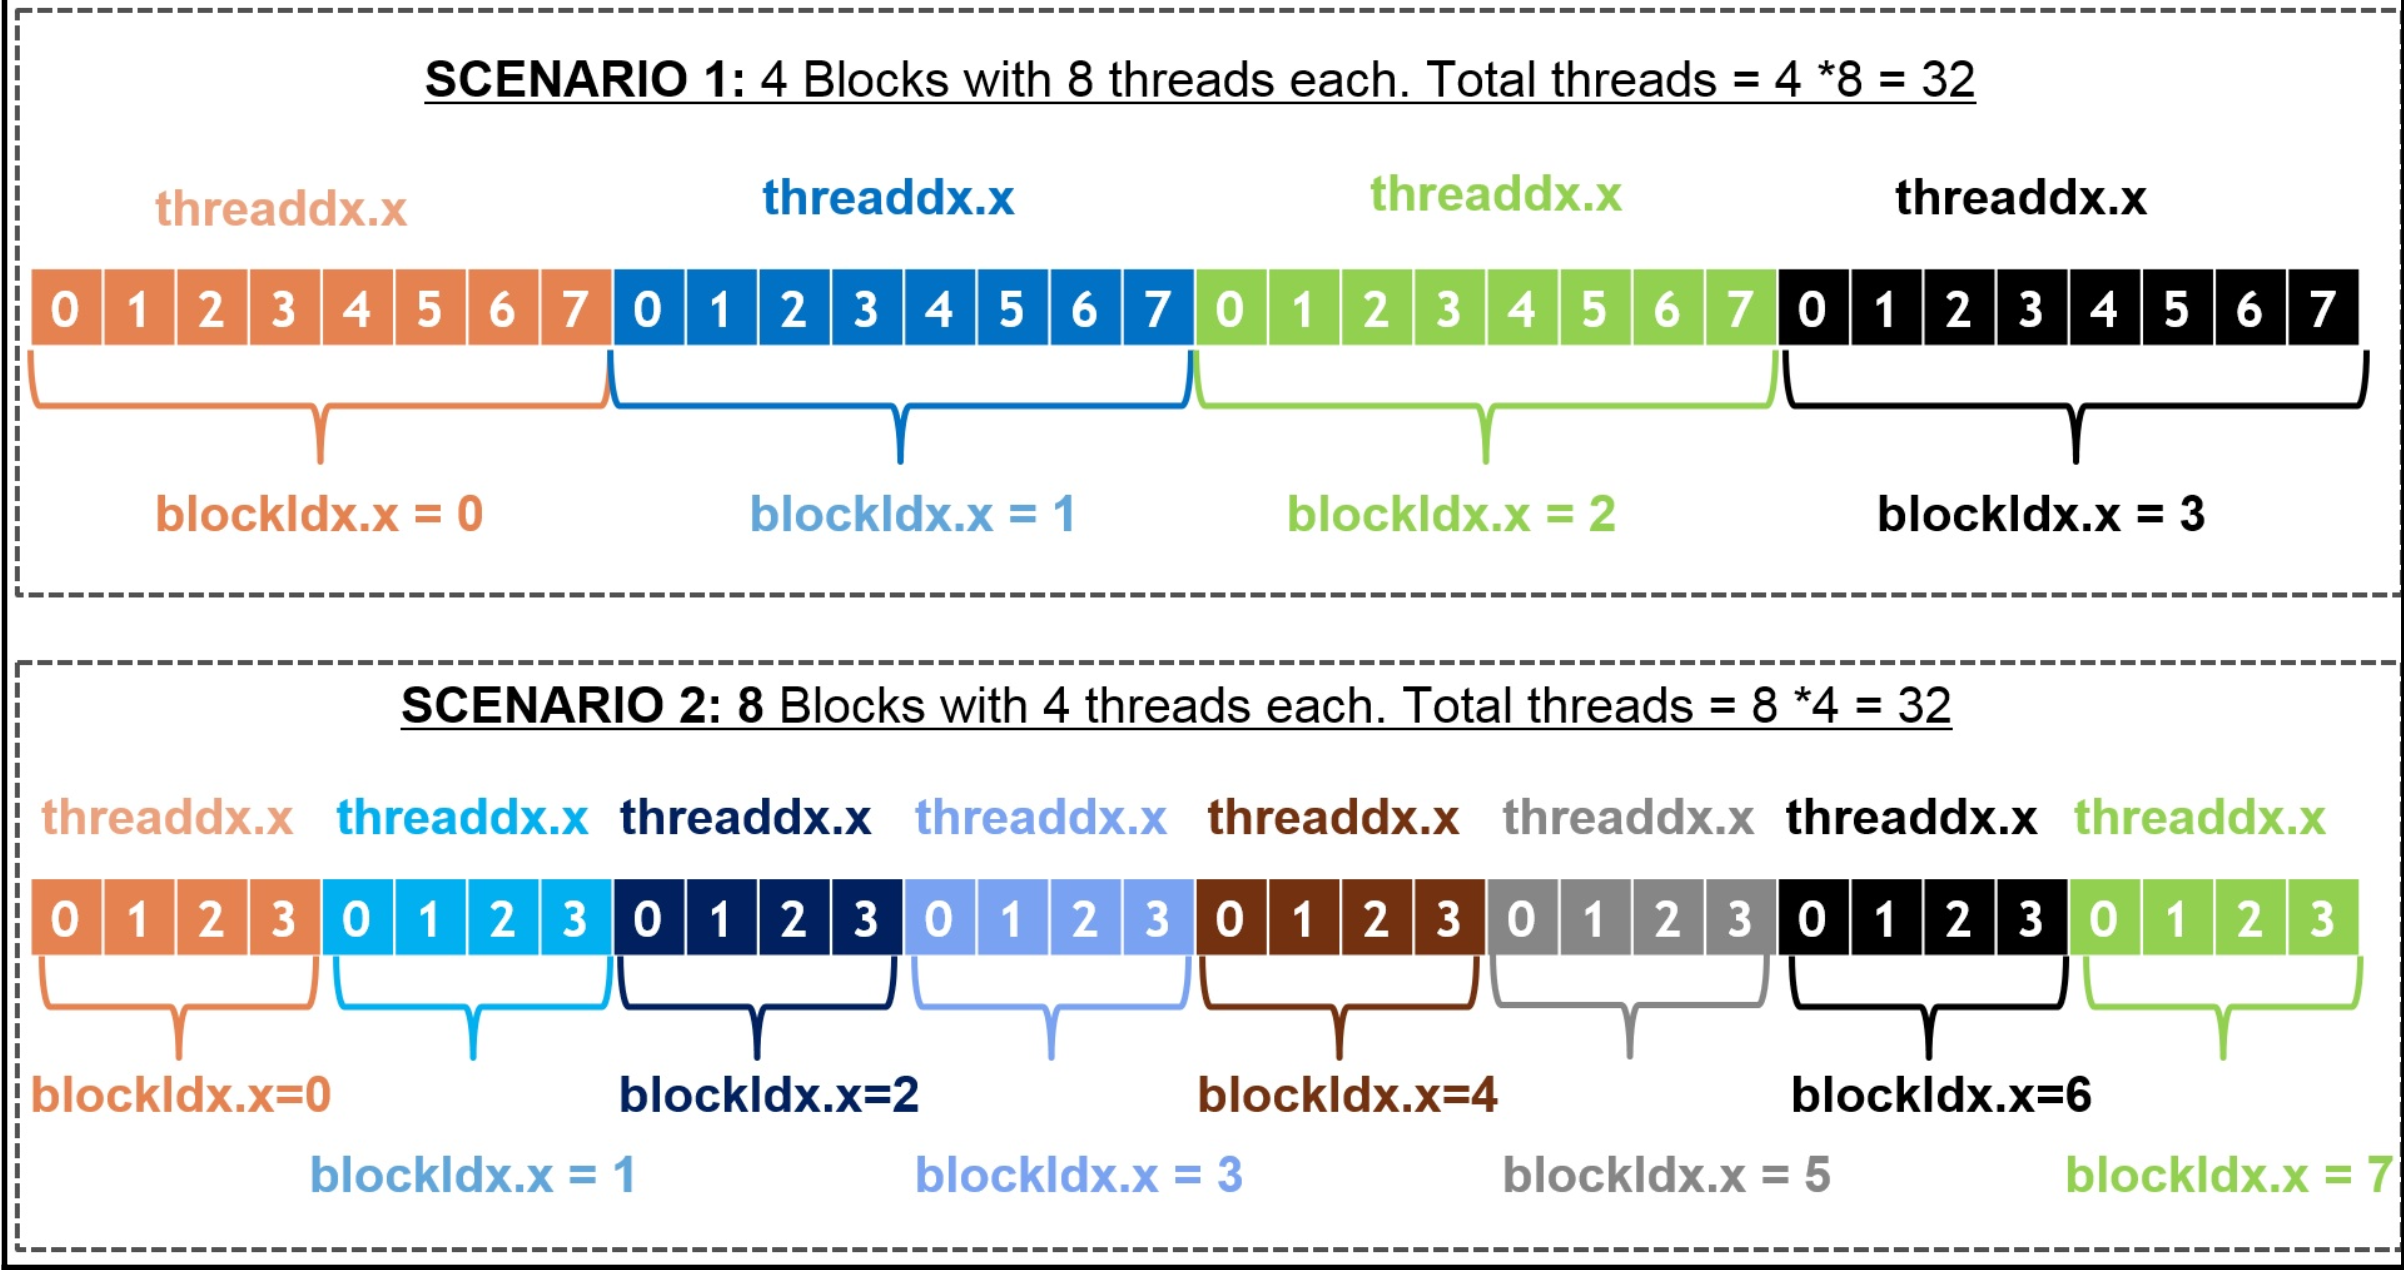 SCENARIO 1: 4 Blocks with 8 threads each. Total threads = 4 *8 = 32
threaddx.x threaddx.x threaddx.x threaddx.x
0 1 2 3 4 5 6 7 0 1 2 3 4 5 6 7 0 1 2 3 4 5 6 7 0 1 2 3 4 5 6 7
blockIdx.x = 0 blockIdx.x = 1 blockIdx.x = 2 blockIdx.x = 3
SCENARIO 2: 8 Blocks with 4 threads each. Total threads = 8 *4 = 32
threaddx.x threaddx.x threaddx.x threaddx.x threaddx.x threaddx.x threaddx.x threaddx.x
0 1 2 3 0 1 2 3 0 1 2 3 0 1 2 3 0 1 2 3 0 1 2 3 0 1 2 3 0 1 2 3
blockIdx.x=0 blockIdx.x=2 blockIdx.x=4 blockIdx.x=6
blockIdx.x = 1 blockIdx.x = 3 blockIdx.x = 5 blockIdx.x = 7